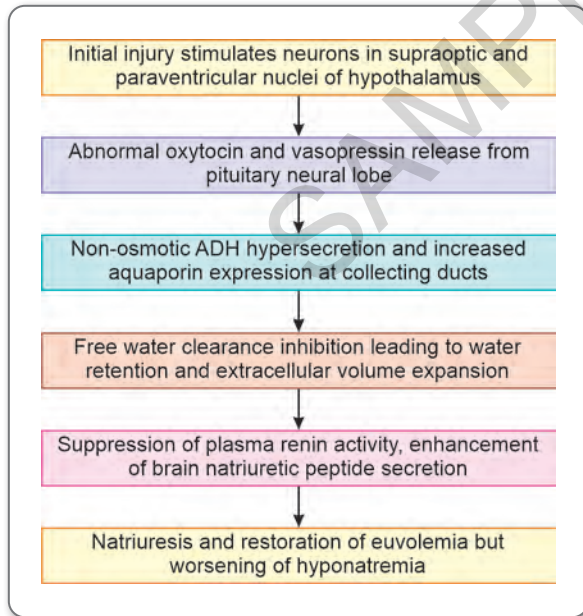 Initial injury stimulates neurons in supraoptic and
paraventricular nuclei of hypothalamus
Abnormal oxytocin and vasopressin release from
pituitary neural lobe
Non-osmotic ADH hypersecretion and increased
aquaporin expression at collecting ducts
Free water clearance inhibition leading to water
retention and extracellular volume expansion
Suppression of plasma renin activity, enhancement
of brain natriuretic peptide secretion
Natriuresis and restoration of euvolemia but
worsening of hyponatremia
SAMP